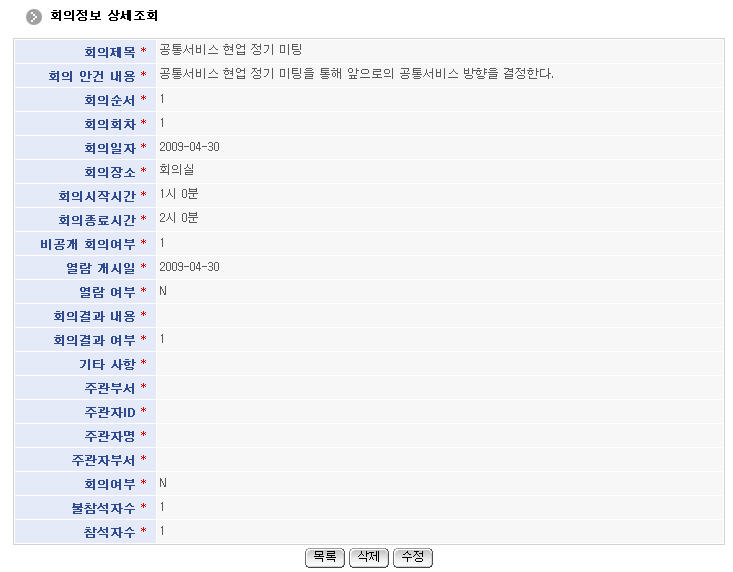 회의정보 상세조회
회의제목 * 공통서비스 현업 정기 미팅
회의 안건 내용 * 공통서비스 현업 정기 미팅을 통해 앞으로의 공통서비스 방향을 결정한다.
회의순서 * 1
회의회차 * 1
회의일자 * 2009-04-30
회의장소 * 회의실
회의시작시간 * 1시 0분
회의종료시간 * 2시 0분
비공개 회의여부 * 1
열람 개시일 * 2009-04-30
열람 여부 * N
회의결과 내용 *
회의결과 여부 * 1
기타 사항 *
주관부서 *
주관자ID *
주관자명 *
주관자부서 *
회의여부 * N
불참석자수 * 1
참석자수 * 1
목록 삭제 수정